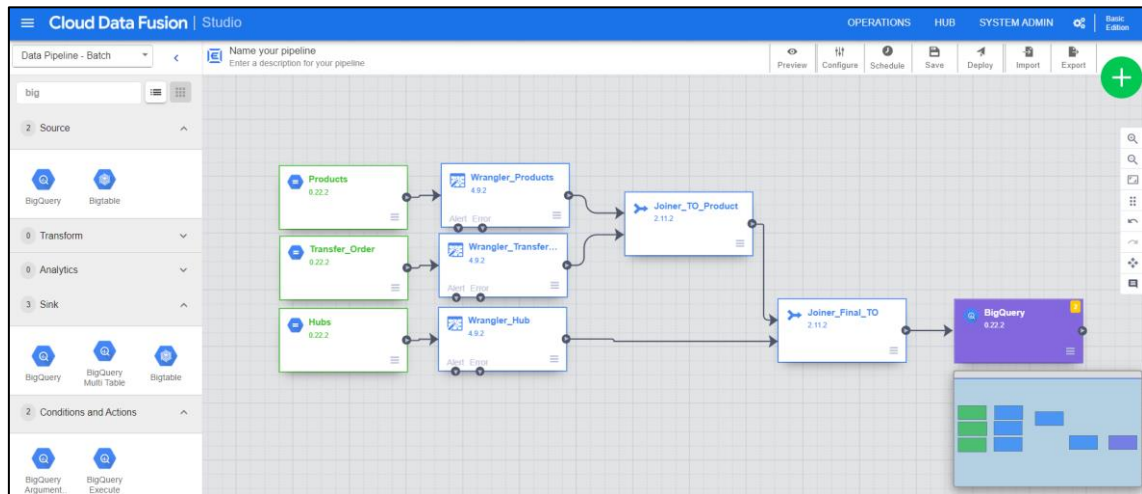 Cloud Data Fusion | Studio
OPERATIONS HUB SYSTEM ADMIN Basic Edition
Data Pipeline - Batch
Name your pipeline
Enter a description for your pipeline
Preview Configure Schedule Save Deploy Import Export
big
2 Source
BigQuery Bigtable
0 Transform
0 Analytics
3 Sink
BigQuery BigQuery Multi Table Bigtable
2 Conditions and Actions
BigQuery Argument... BigQuery Execute
Products
0.22.2
Wrangler_Products
4.9.2
Alert Error
Joiner_TO_Product
2.11.2
Transfer_Order
0.22.2
Wrangler_Transfer...
4.9.2
Alert Error
Hubs
0.22.2
Wrangler_Hub
4.9.2
Alert Error
Joiner_Final_TO
2.11.2
BigQuery
0.22.2
2